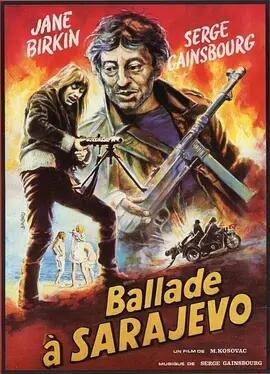 JANE
BIRKIN
SERGE
GAINSBOURG
Ballade
à SARAJEVO
UN FILM DE M.KOSOVAC
MUSIQUE DE SERGE GAINSBOURG